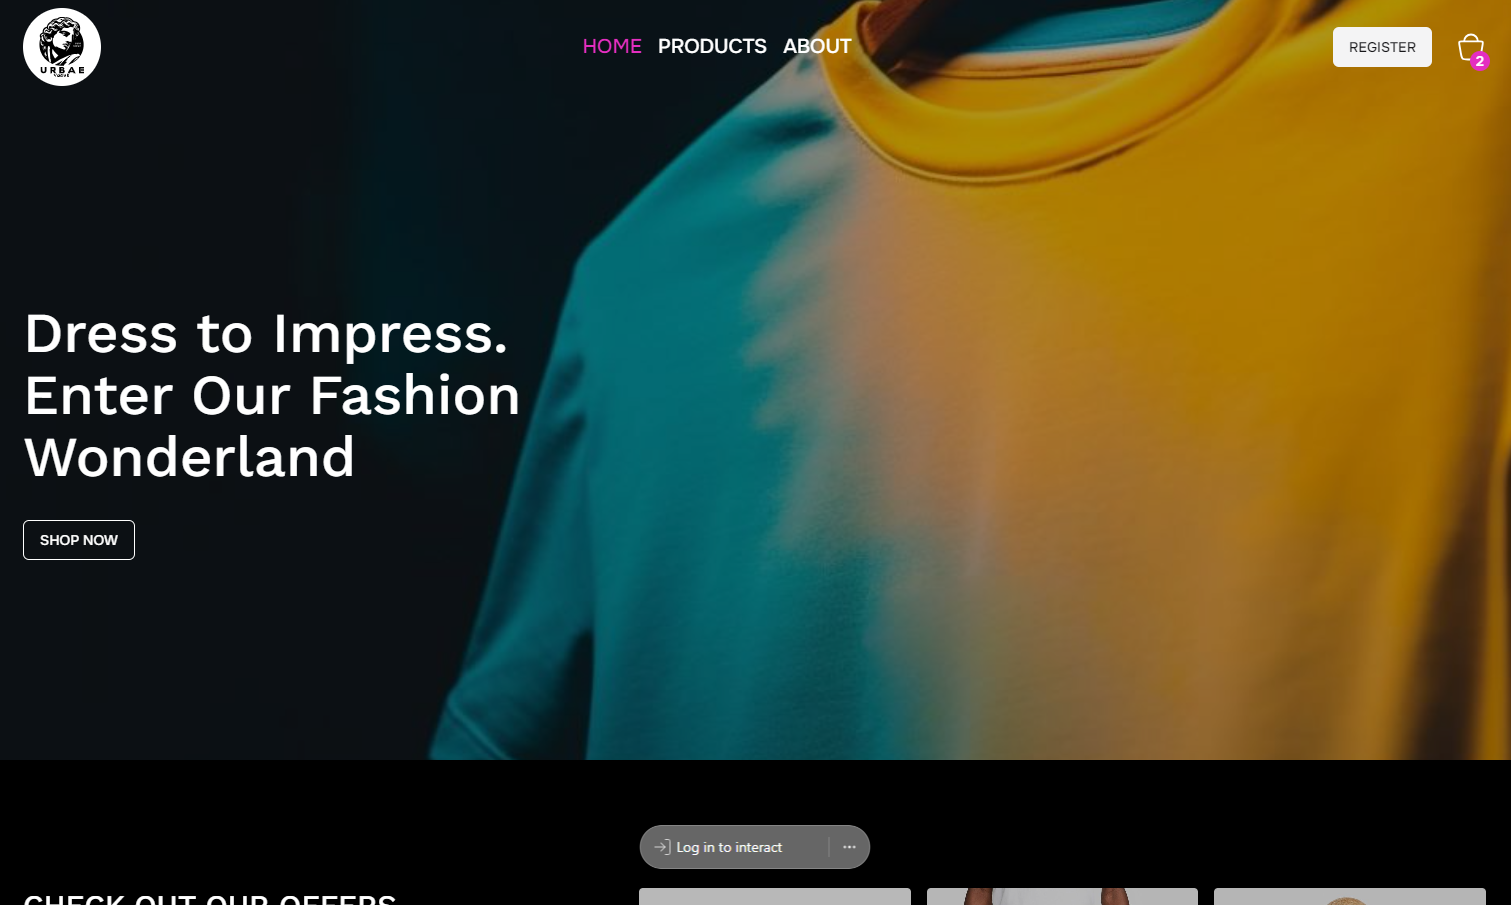 URBAE
VOGUE
HOME PRODUCTS ABOUT
REGISTER
2
Dress to Impress.
Enter Our Fashion
Wonderland
SHOP NOW
Log in to interact
CHECK OUT OUR OFFERS